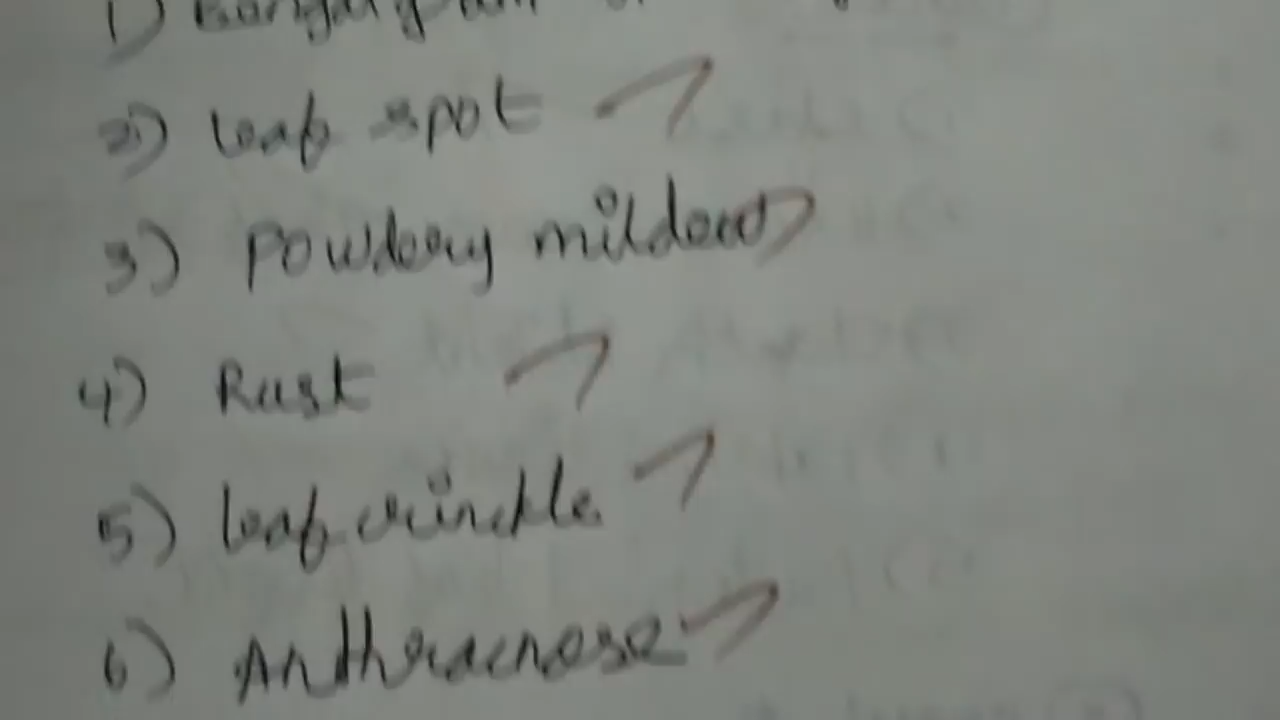 2) Leaf spot
3) Powdery mildew
4) Rust
5) Leaf crinkle
6) Anthracnose